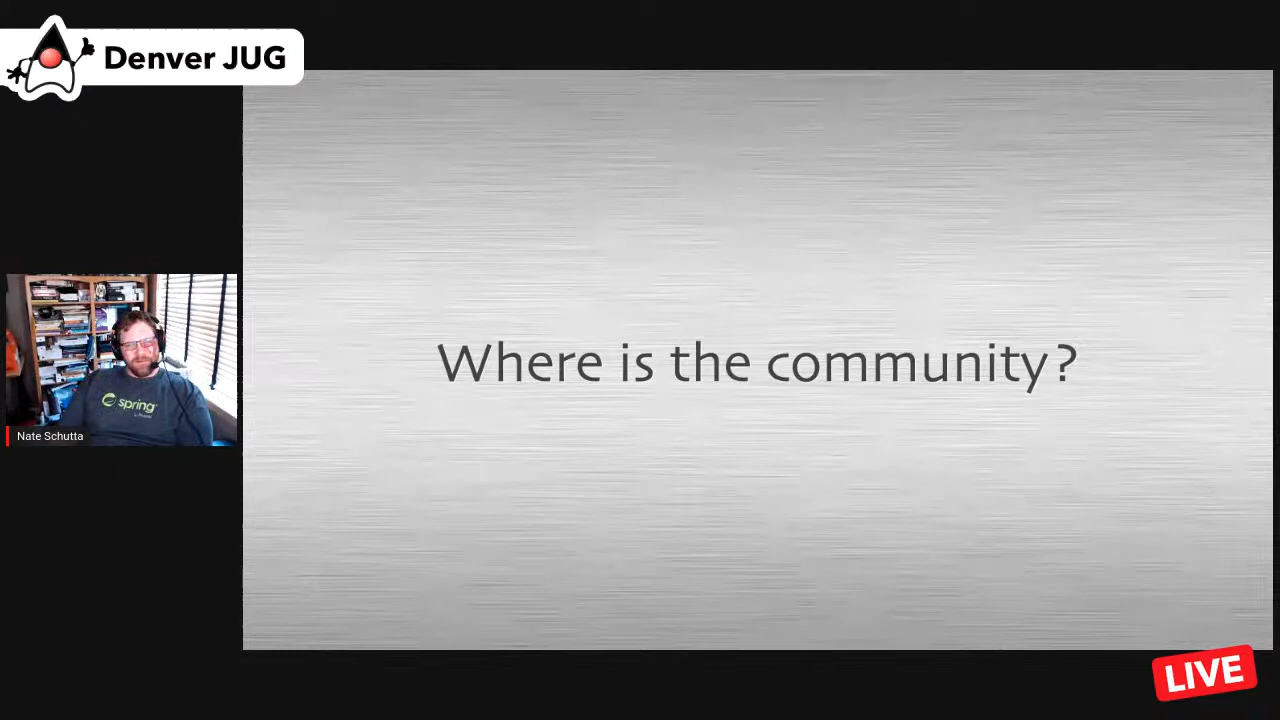 Denver JUG
Where is the community?
spring
Nate Schutta
LIVE